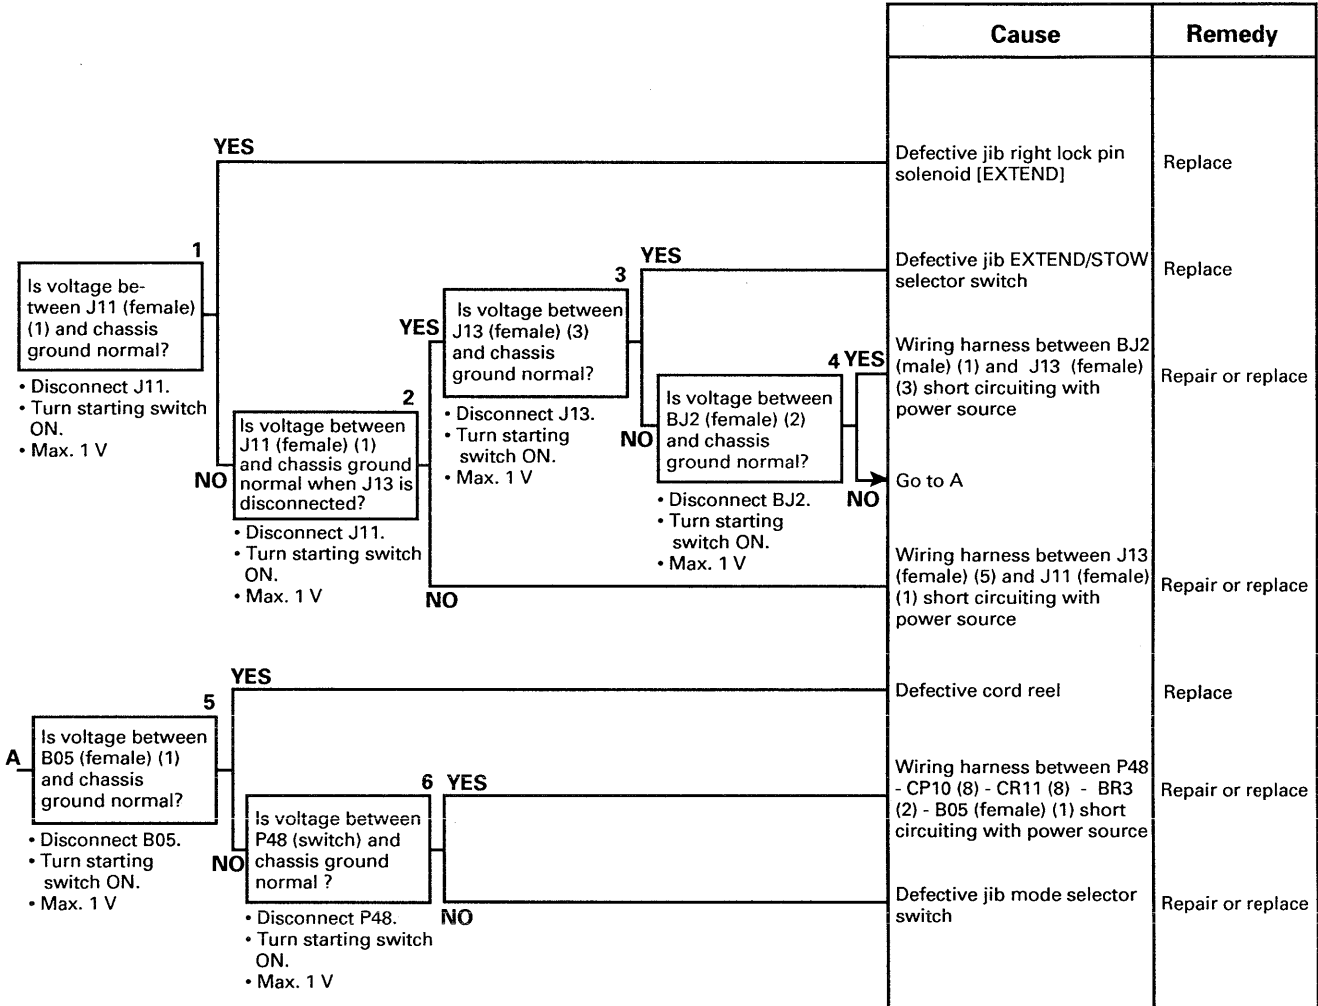 Cause
Remedy
YES
Defective jib right lock pin
solenoid [EXTEND]
Replace
1
Is voltage be-
tween J11 (female)
(1) and chassis
ground normal?
• Disconnect J11.
• Turn starting switch
ON.
• Max. 1 V
NO
2
Is voltage between
J11 (female) (1)
and chassis ground
normal when J13 is
disconnected?
• Disconnect J11.
• Turn starting switch
ON.
• Max. 1 V
YES
3
Is voltage between
J13 (female) (3)
and chassis
ground normal?
• Disconnect J13.
• Turn starting
switch ON.
• Max. 1 V
YES
Defective jib EXTEND/STOW
selector switch
Replace
NO
4
Is voltage between
BJ2 (female) (2)
and chassis
ground normal?
• Disconnect BJ2.
• Turn starting
switch ON.
• Max. 1 V
YES
Wiring harness between BJ2
(male) (1) and J13 (female)
(3) short circuiting with
power source
Repair or replace
NO
Go to A
NO
Wiring harness between J13
(female) (5) and J11 (female)
(1) short circuiting with
power source
Repair or replace
A
5
Is voltage between
B05 (female) (1)
and chassis
ground normal?
• Disconnect B05.
• Turn starting
switch ON.
• Max. 1 V
YES
Defective cord reel
Replace
NO
6
Is voltage between
P48 (switch) and
chassis ground
normal ?
• Disconnect P48.
• Turn starting switch
ON.
• Max. 1 V
YES
Wiring harness between P48
- CP10 (8) - CR11 (8) - BR3
(2) - B05 (female) (1) short
circuiting with power source
Repair or replace
NO
Defective jib mode selector
switch
Repair or replace